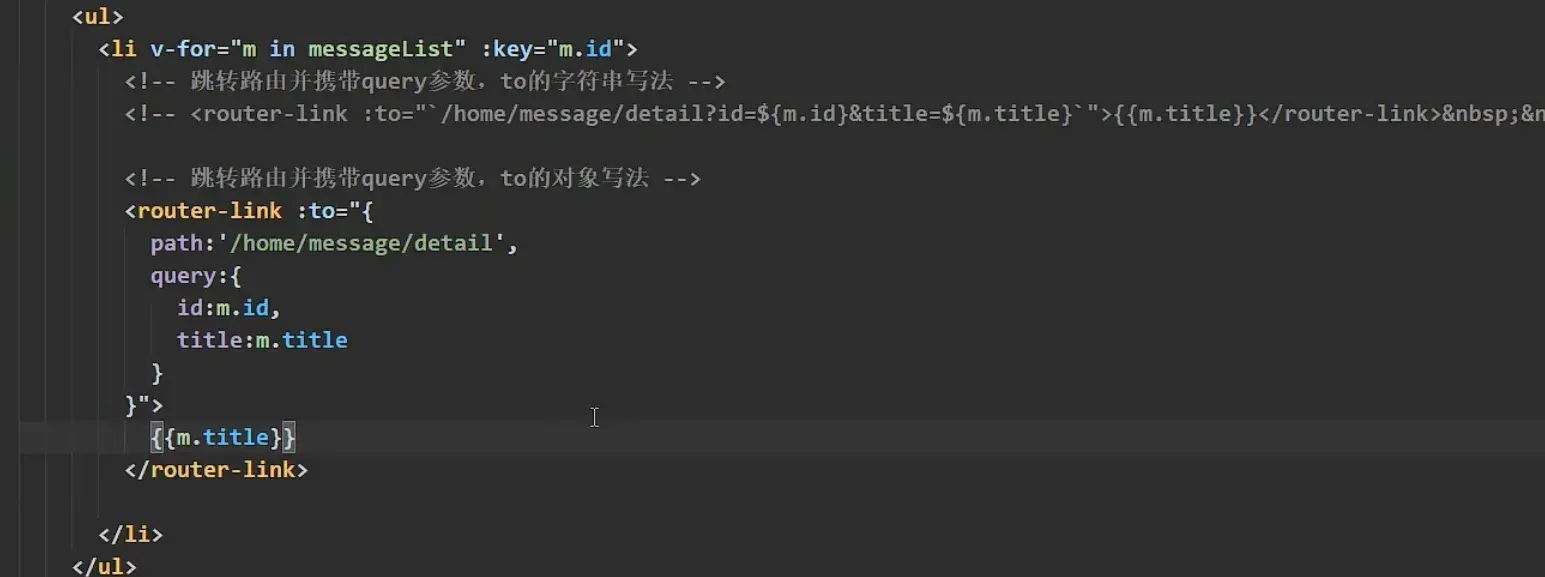 <ul>
<li v-for="m in messageList" :key="m.id">
<!-- 跳转路由并携带query参数，to的字符串写法 -->
<!-- <router-link :to="`/home/message/detail?id=${m.id}&title=${m.title}`">{{m.title}}</router-link>&nbsp;&n
<!-- 跳转路由并携带query参数，to的对象写法 -->
<router-link :to="{
path:'/home/message/detail',
query:{
id:m.id,
title:m.title
}
}">
{{m.title}}
</router-link>
</li>
</ul>